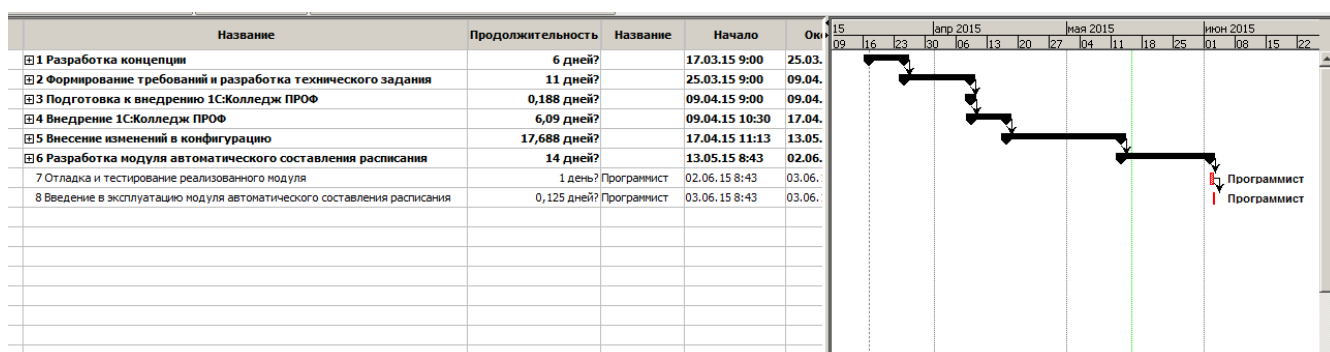 Название Продолжительность Название Начало Око
1 Разработка концепции 6 дней? 17.03.15 9:00 25.03.
2 Формирование требований и разработка технического задания 11 дней? 25.03.15 9:00 09.04.
3 Подготовка к внедрению 1С:Колледж ПРОФ 0,188 дней? 09.04.15 9:00 09.04.
4 Внедрение 1С:Колледж ПРОФ 6,09 дней? 09.04.15 10:30 17.04.
5 Внесение изменений в конфигурацию 17,688 дней? 17.04.15 11:13 13.05.
6 Разработка модуля автоматического составления расписания 14 дней? 13.05.15 8:43 02.06.
7 Отладка и тестирование реализованного модуля 1 день? Программист 02.06.15 8:43 03.06.
8 Введение в эксплуатацию модуля автоматического составления расписания 0,125 дней? Программист 03.06.15 8:43 03.06.
15 апр 2015 мая 2015 июн 2015
09 16 23 30 06 13 20 27 04 11 18 25 01 08 15 22
Программист
Программист